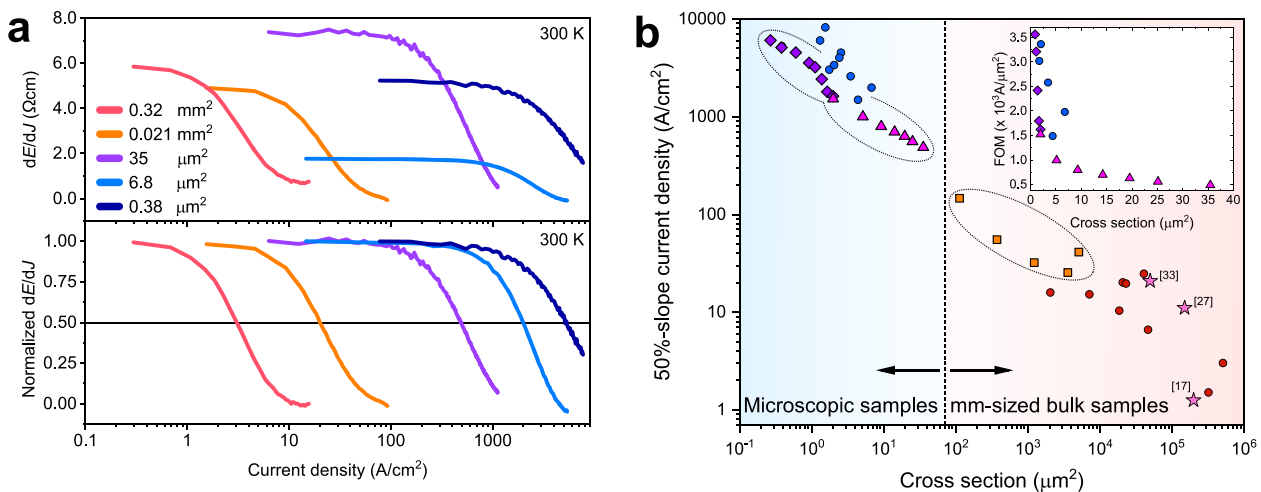 a
8.0
6.0
4.0
2.0
0.0
dE/dJ (Ωcm)
300 K
0.32 mm²
0.021 mm²
35 μm²
6.8 μm²
0.38 μm²
1.00
0.75
0.50
0.25
0.00
Normalized dE/dJ
300 K
0.1 1 10 100 1000
Current density (A/cm²)
b
10000
1000
100
10
1
50%-slope current density (A/cm²)
3.5
3.0
2.5
2.0
1.5
1.0
0.5
FOM (x 10³A/μm²)
0 5 10 15 20 25 30 35 40
Cross section (μm²)
[33]
[27]
[17]
Microscopic samples
mm-sized bulk samples
10⁻¹ 10⁰ 10¹ 10² 10³ 10⁴ 10⁵ 10⁶
Cross section (μm²)